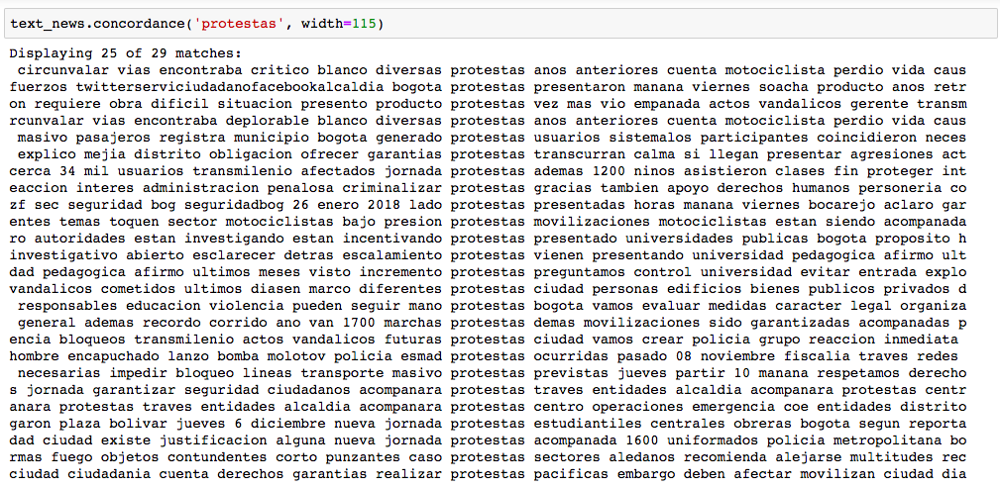 text_news.concordance('protestas', width=115)
Displaying 25 of 29 matches:
circunvalar vias encontraba critico blanco diversas protestas anos anteriores cuenta motociclista perdio vida caus
fuerzos twitterserviciudadanofacebookalcaldia bogota protestas presentaron manana viernes soacha producto anos retr
on requiere obra dificil situacion presento producto protestas vez mas vio empanada actos vandalicos gerente transm
rcunvalar vias encontraba deplorable blanco diversas protestas anos anteriores cuenta motociclista perdio vida caus
masivo pasajeros registra municipio bogota generado protestas usuarios sistemalos participantes coincidieron neces
explico mejia distrito obligacion ofrecer garantias protestas transcurran calma si llegan presentar agresiones act
cerca 34 mil usuarios transmilenio afectados jornada protestas ademas 1200 ninos asistieron clases fin proteger int
eaccion interes administracion penalosa criminalizar protestas gracias tambien apoyo derechos humanos personeria co
zf sec seguridad bog seguridadbog 26 enero 2018 lado protestas presentadas horas manana viernes bocarejo aclaro gar
entes temas toquen sector motociclistas bajo presion protestas movilizaciones motociclistas estan siendo acompanada
ro autoridades estan investigando estan incentivando protestas presentado universidades publicas bogota proposito h
investigativo abierto esclarecer detras escalamiento protestas vienen presentando universidad pedagogica afirmo ult
dad pedagogica afirmo ultimos meses visto incremento protestas preguntamos control universidad evitar entrada explo
vandalicos cometidos ultimos diasen marco diferentes protestas ciudad personas edificios bienes publicos privados d
responsables educacion violencia pueden seguir mano protestas bogota vamos evaluar medidas caracter legal organiza
general ademas recordo corrido ano van 1700 marchas protestas demas movilizaciones sido garantizadas acompanadas p
encia bloqueos transmilenio actos vandalicos futuras protestas ciudad vamos crear policia grupo reaccion inmediata
hombre encapuchado lanzo bomba molotov policia esmad protestas ocurridas pasado 08 noviembre fiscalia traves redes
necesarias impedir bloqueo lineas transporte masivo protestas previstas jueves partir 10 manana respetamos derecho
s jornada garantizar seguridad ciudadanos acompanara protestas traves entidades alcaldia acompanara protestas centr
anara protestas traves entidades alcaldia acompanara protestas centro operaciones emergencia coe entidades distrito
garon plaza bolivar jueves 6 diciembre nueva jornada protestas estudiantiles centrales obreras bogota segun reporta
dad ciudad existe justificacion alguna nueva jornada protestas acompanada 1600 uniformados policia metropolitana bo
rmas fuego objetos contundentes corto punzantes caso protestas sectores aledanos recomienda alejarse multitudes rec
ciudad ciudadania cuenta derechos garantias realizar protestas pacificas embargo deben afectar movilizan ciudad dia